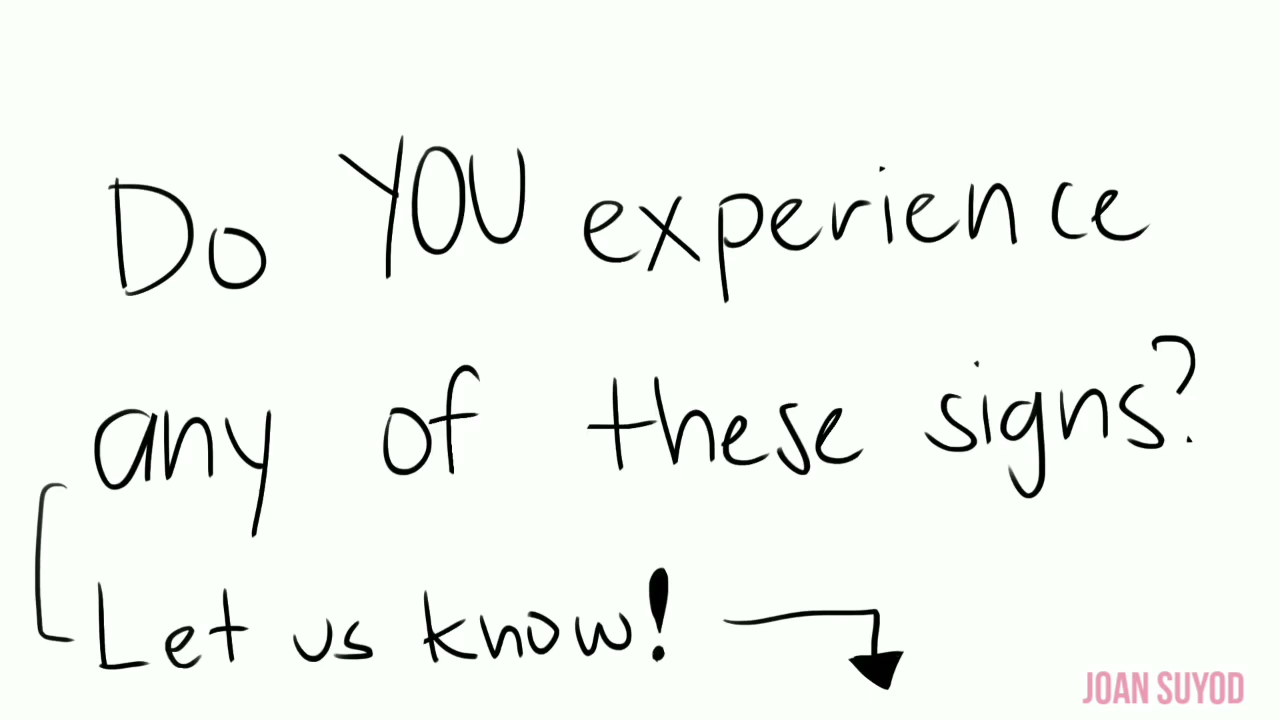 Do YOU experience
any of these signs?
Let us know!
JOAN SUYOD